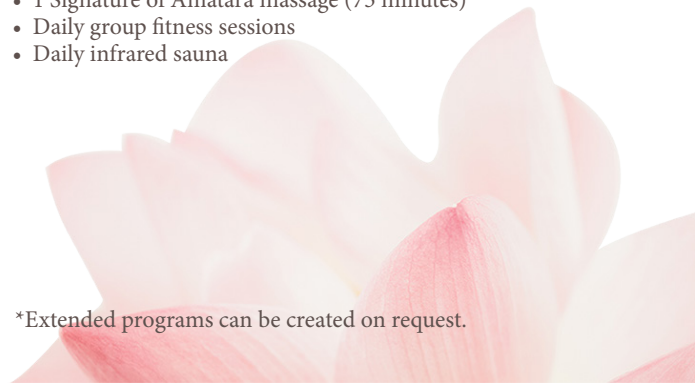 • 1 Signature of Amatara massage (75 minutes)
• Daily group fitness sessions
• Daily infrared sauna
*Extended programs can be created on request.